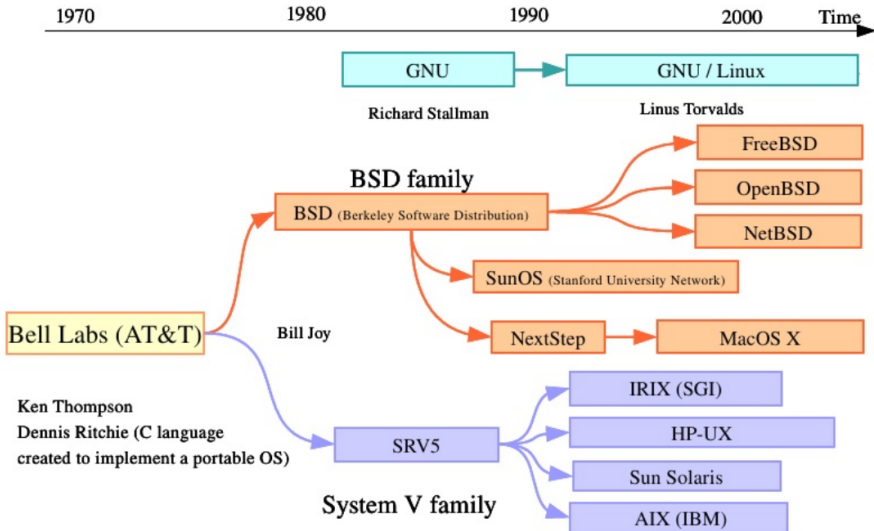 1970 1980 1990 2000 Time
GNU GNU / Linux
Richard Stallman Linus Torvalds
FreeBSD
BSD family
OpenBSD
BSD (Berkeley Software Distribution)
NetBSD
SunOS (Stanford University Network)
Bell Labs (AT&T) Bill Joy NextStep MacOS X
IRIX (SGI)
Ken Thompson
Dennis Ritchie (C language
created to implement a portable OS)
SRV5 HP-UX
Sun Solaris
System V family
AIX (IBM)